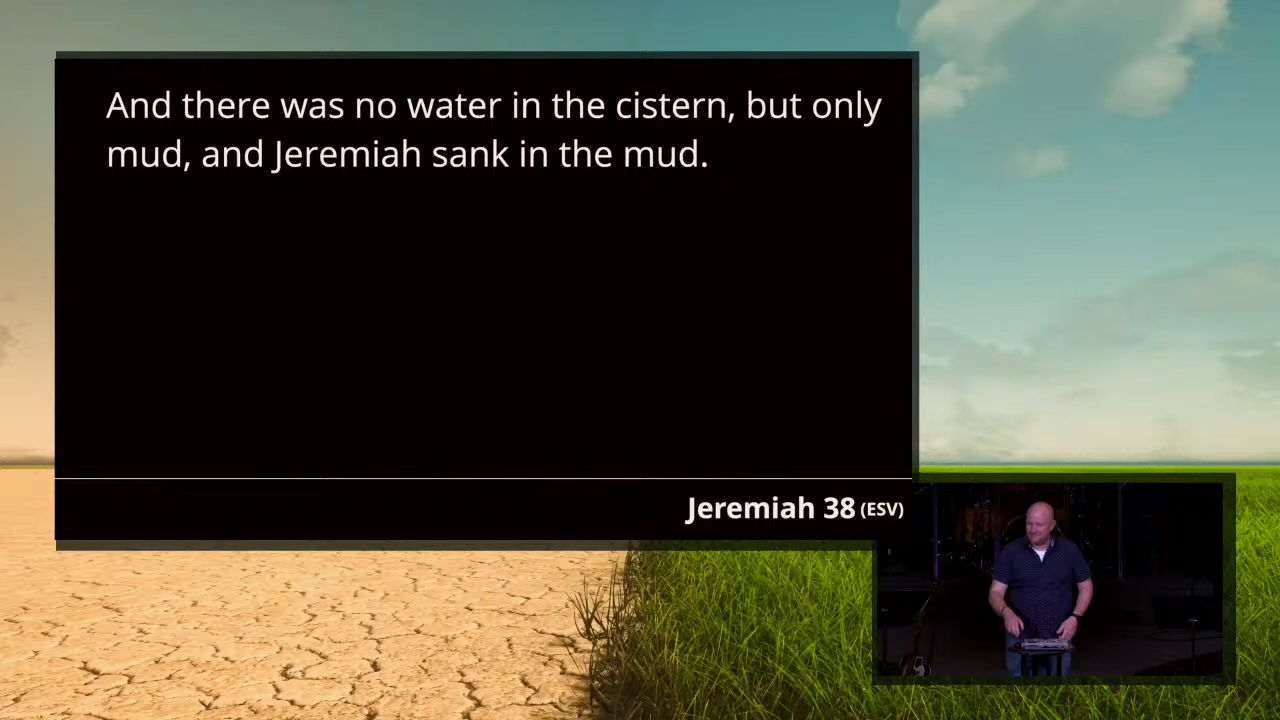 And there was no water in the cistern, but only
mud, and Jeremiah sank in the mud.
Jeremiah 38 (ESV)